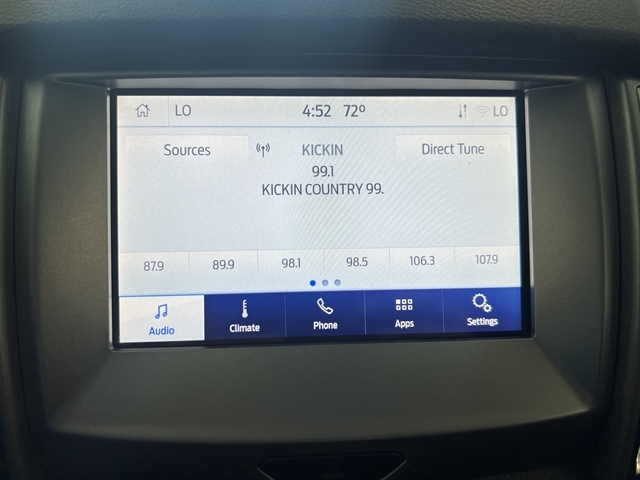 LO 4:52 72º LO
Sources KICKIN Direct Tune
99.1
KICKIN COUNTRY 99.
87.9 89.9 98.1 98.5 106.3 107.9
Audio Climate Phone Apps Settings